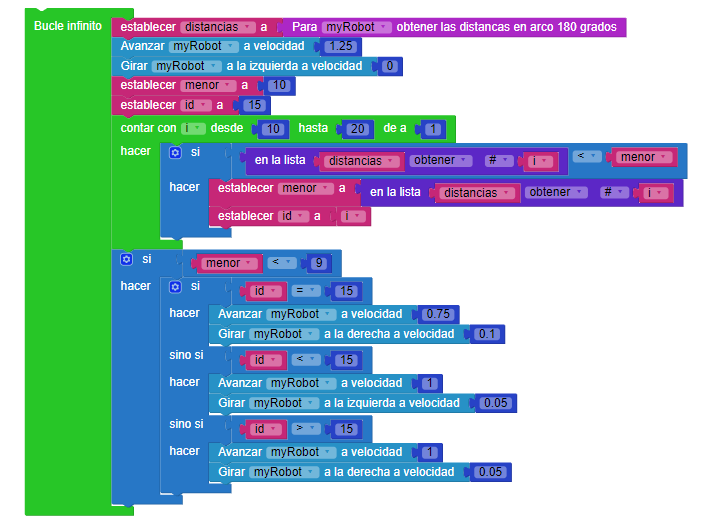 Bucle infinito establecer distancias a Para myRobot obtener las distancas en arco 180 grados
Avanzar myRobot a velocidad 1.25
Girar myRobot a la izquierda a velocidad 0
establecer menor a 10
establecer id a 15
contar con i desde 10 hasta 20 de a 1
hacer si en la lista distancias obtener # i < menor
hacer establecer menor a en la lista distancias obtener # i
establecer id a i
si menor < 9
hacer si id = 15
hacer Avanzar myRobot a velocidad 0.75
Girar myRobot a la derecha a velocidad 0.1
sino si id < 15
hacer Avanzar myRobot a velocidad 1
Girar myRobot a la izquierda a velocidad 0.05
sino si id > 15
hacer Avanzar myRobot a velocidad 1
Girar myRobot a la derecha a velocidad 0.05